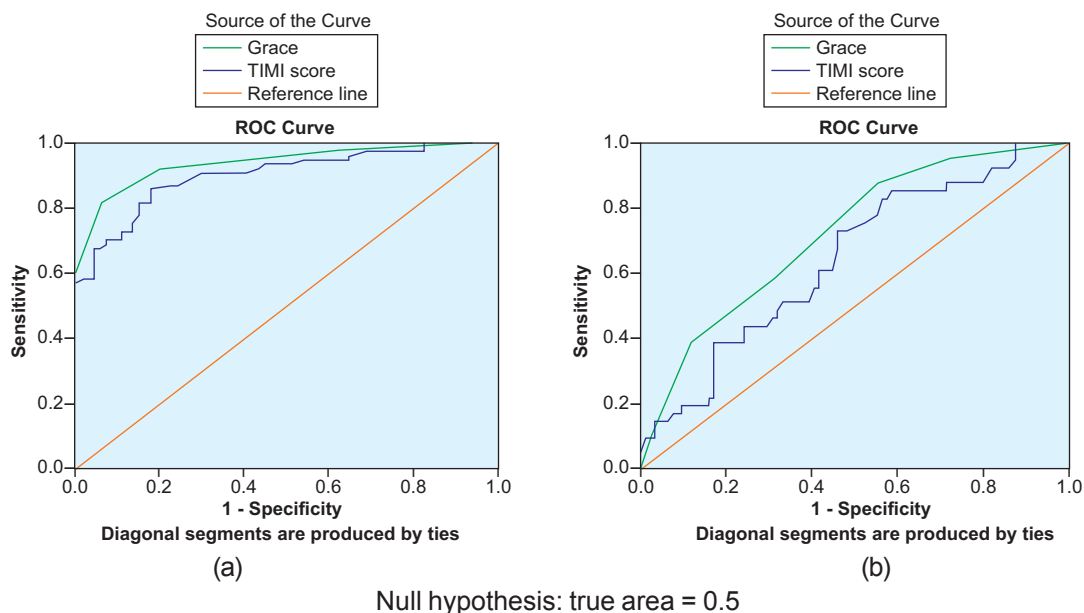 Source of the Curve
Grace
TIMI score
Reference line
ROC Curve
Sensitivity
1.0
0.8
0.6
0.4
0.2
0.0
0.0 0.2 0.4 0.6 0.8 1.0
1 - Specificity
Diagonal segments are produced by ties
(a)
Source of the Curve
Grace
TIMI score
Reference line
ROC Curve
Sensitivity
1.0
0.8
0.6
0.4
0.2
0.0
0.0 0.2 0.4 0.6 0.8 1.0
1 - Specificity
Diagonal segments are produced by ties
(b)
Null hypothesis: true area = 0.5